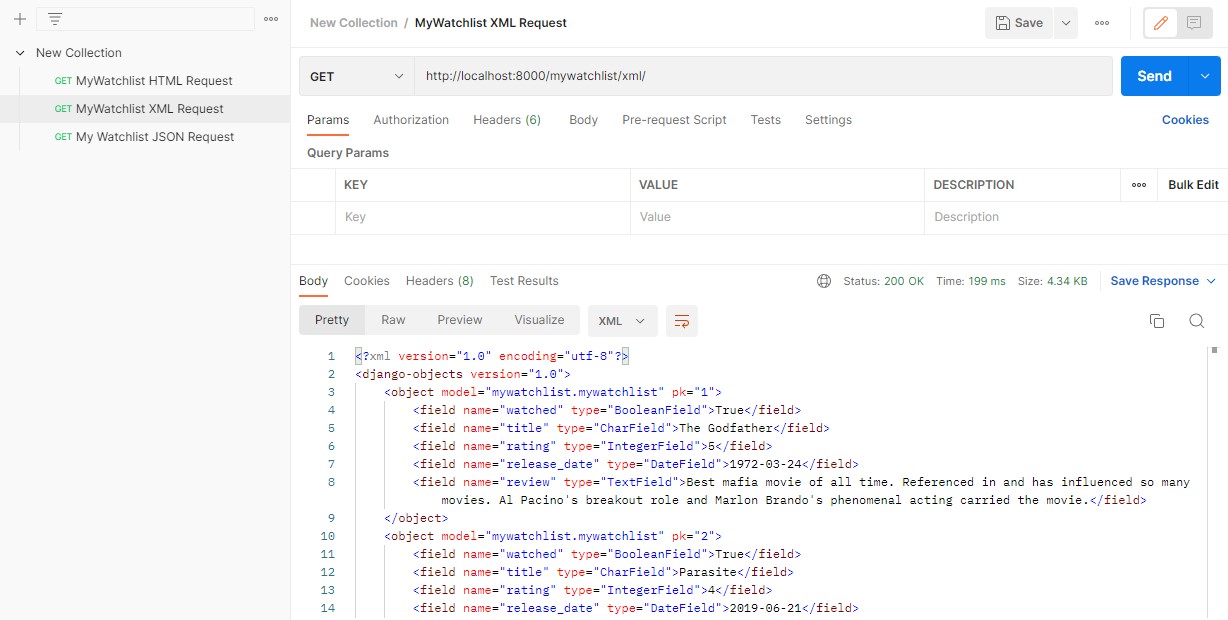 New Collection / MyWatchlist XML Request
Save
New Collection
GET MyWatchlist HTML Request
GET MyWatchlist XML Request
GET My Watchlist JSON Request
GET http://localhost:8000/mywatchlist/xml/ Send
Params Authorization Headers (6) Body Pre-request Script Tests Settings Cookies
Query Params
KEY VALUE DESCRIPTION Bulk Edit
Key Value Description
Body Cookies Headers (8) Test Results Status: 200 OK Time: 199 ms Size: 4.34 KB Save Response
Pretty Raw Preview Visualize XML
1 <?xml version="1.0" encoding="utf-8"?>
2 <django-objects version="1.0">
3 <object model="mywatchlist.mywatchlist" pk="1">
4 <field name="watched" type="BooleanField">True</field>
5 <field name="title" type="CharField">The Godfather</field>
6 <field name="rating" type="IntegerField">5</field>
7 <field name="release_date" type="DateField">1972-03-24</field>
8 <field name="review" type="TextField">Best mafia movie of all time. Referenced in and has influenced so many
movies. Al Pacino's breakout role and Marlon Brando's phenomenal acting carried the movie.</field>
9 </object>
10 <object model="mywatchlist.mywatchlist" pk="2">
11 <field name="watched" type="BooleanField">True</field>
12 <field name="title" type="CharField">Parasite</field>
13 <field name="rating" type="IntegerField">4</field>
14 <field name="release_date" type="DateField">2019-06-21</field>